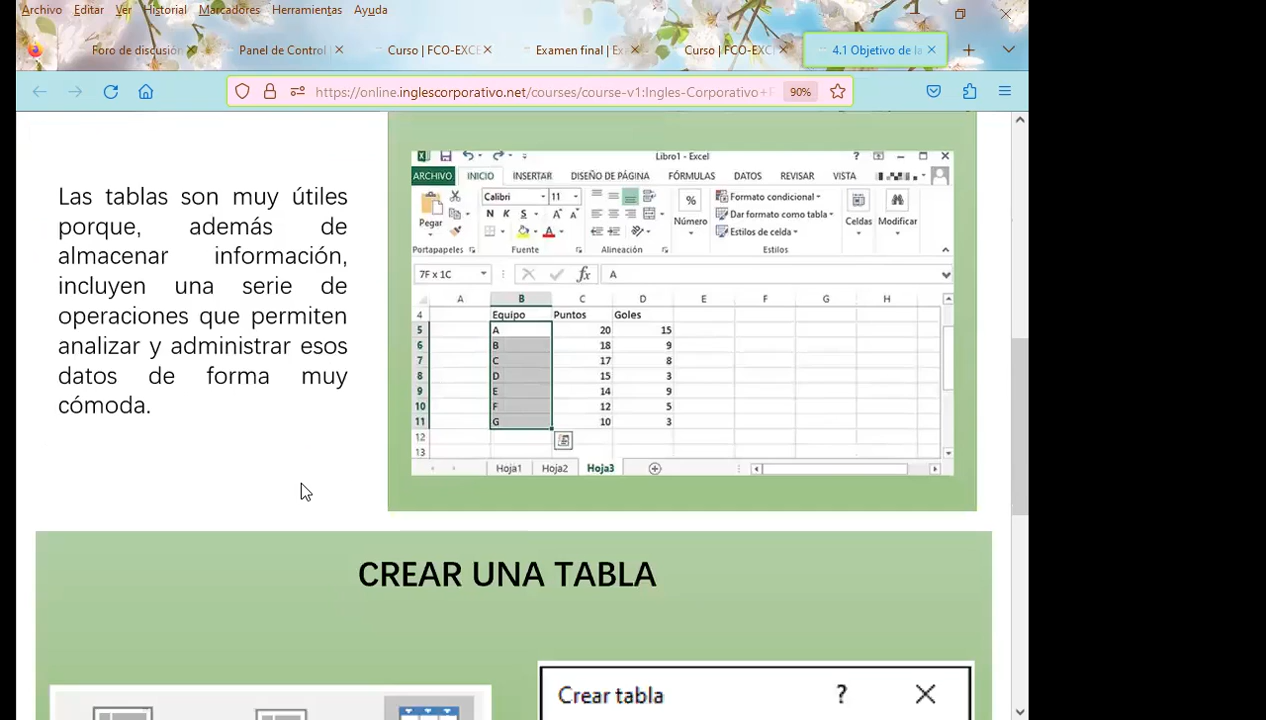 Archivo Editar Ver Historial Marcadores Herramientas Ayuda
Foro de discusión Panel de Control Curso | FCO-EXCE Examen final | Ex Curso | FCO-EXC 4.1 Objetivo de la
https://online.inglescorporativo.net/courses/course-v1:Ingles-Corporativo+F 90%
Las tablas son muy útiles
porque, además de
almacenar información,
incluyen una serie de
operaciones que permiten
analizar y administrar esos
datos de forma muy
cómoda.
Libro1 - Excel
ARCHIVO INICIO INSERTAR DISEÑO DE PÁGINA FÓRMULAS DATOS REVISAR VISTA
Calibri 11 % Formato condicional
Pegar N K S Número Dar formato como tabla Celdas Modificar
Estilos de celda
Portapapeles Fuente Alineación Estilos
7F x 1C fx A
A B C D E F G H
4 Equipo Puntos Goles
5 A 20 15
6 B 18 9
7 C 17 8
8 D 15 3
9 E 14 9
10 F 12 5
11 G 10 3
12
13
Hoja1 Hoja2 Hoja3
CREAR UNA TABLA
Crear tabla ?